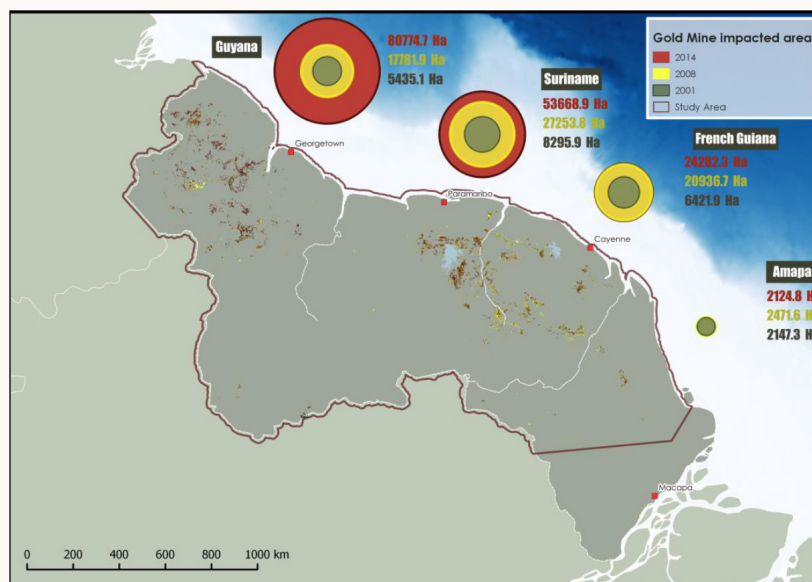 Gold Mine impacted area
2014
2008
2001
Study Area
Guyana
80774.7 Ha
17781.9 Ha
5435.1 Ha
Suriname
53668.9 Ha
27253.8 Ha
8295.9 Ha
French Guiana
24282.3 Ha
20936.7 Ha
6421.9 Ha
Amapa
2124.8 H
2471.6 H
2147.3 H
Georgetown
Paramaribo
Cayenne
Macapa
0 200 400 600 800 1000 km